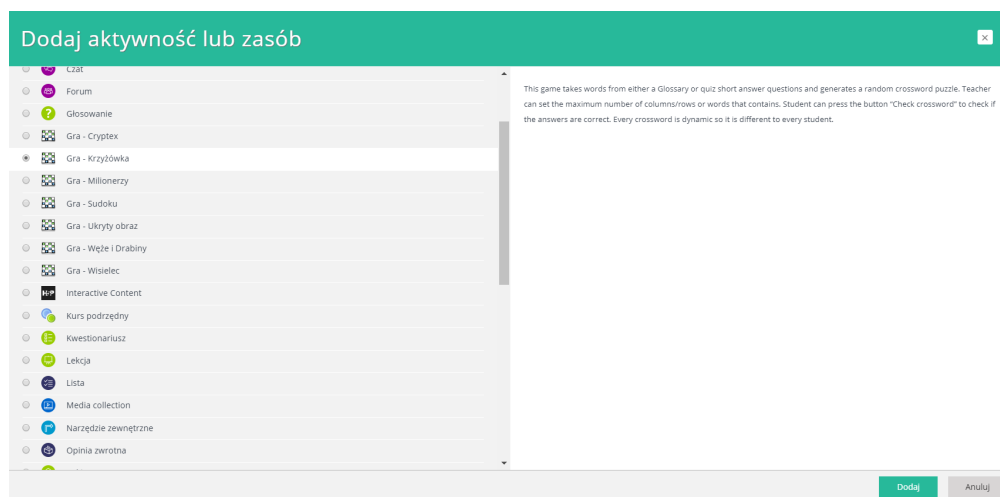 Dodaj aktywność lub zasób
×
Czat
Forum
Głosowanie
Gra - Cryptex
Gra - Krzyżówka
Gra - Milionerzy
Gra - Sudoku
Gra - Ukryty obraz
Gra - Węże i Drabiny
Gra - Wisielec
H-P Interactive Content
Kurs podrzędny
Kwestionariusz
Lekcja
Lista
Media collection
Narzędzie zewnętrzne
Opinia zwrotna
This game takes words from either a Glossary or quiz short answer questions and generates a random crossword puzzle. Teacher
can set the maximum number of columns/rows or words that contains. Student can press the button "Check crossword" to check if
the answers are correct. Every crossword is dynamic so it is different to every student.
Dodaj
Anuluj